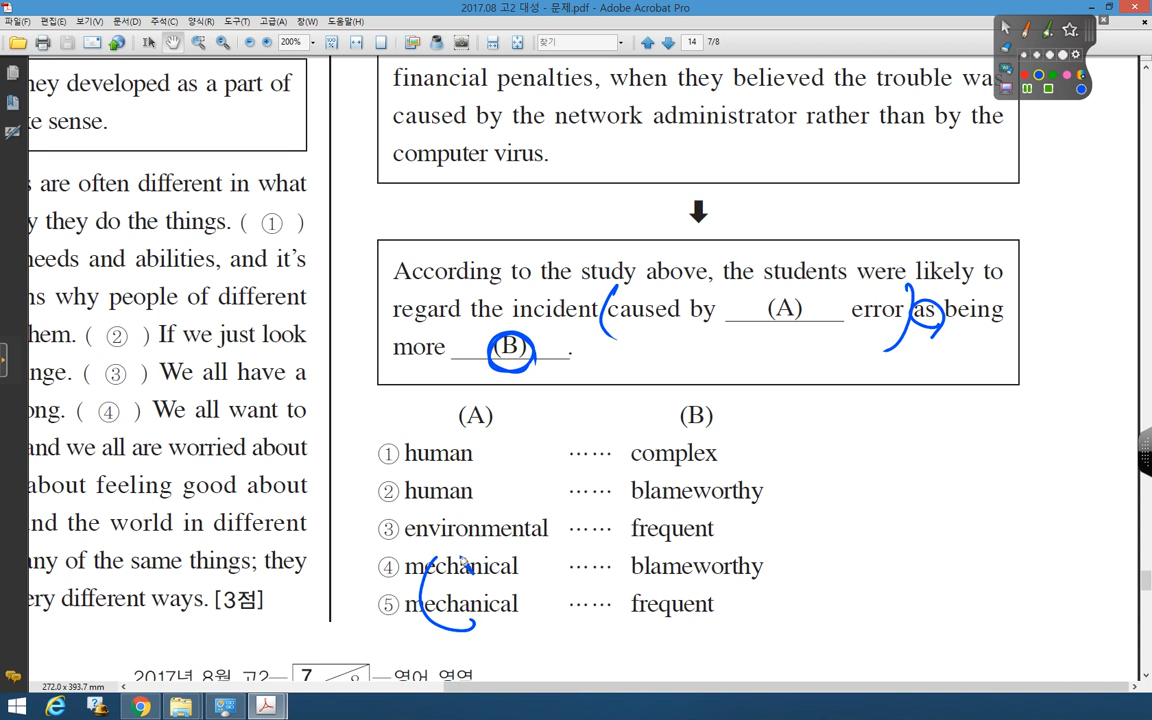 2017.08 고2 대성 - 문제.pdf - Adobe Acrobat Pro
파일(F) 편집(E) 보기(V) 문서(D) 주석(C) 양식(R) 도구(T) 고급(A) 창(W) 도움말(H)
200% 찾기 14 7/8
hey developed as a part of
ke sense.
s are often different in what
y they do the things. ( ① )
needs and abilities, and it's
ns why people of different
hem. ( ② ) If we just look
nge. ( ③ ) We all have a
ong. ( ④ ) We all want to
and we all are worried about
about feeling good about
and the world in different
any of the same things; they
ery different ways. [3점]
financial penalties, when they believed the trouble was
caused by the network administrator rather than by the
computer virus.
According to the study above, the students were likely to
regard the incident caused by (A) error as being
more (B).
(A) (B)
① human …… complex
② human …… blameworthy
③ environmental …… frequent
④ mechanical …… blameworthy
⑤ mechanical …… frequent
2017년 8월 고2 7 8 영어 영역
272.0 x 393.7 mm